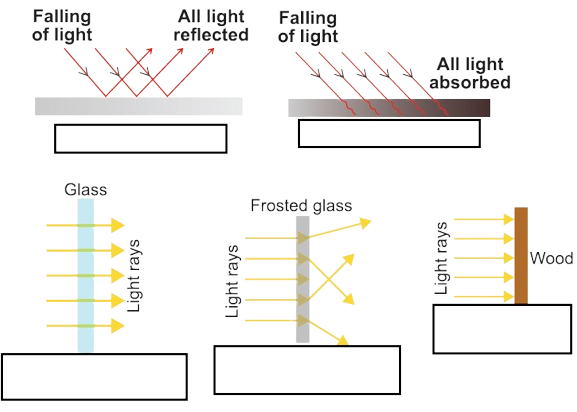 Falling
of light
All light
reflected
Falling
of light
All light
absorbed
Glass
Light rays
Frosted glass
Light rays
Light rays
Wood